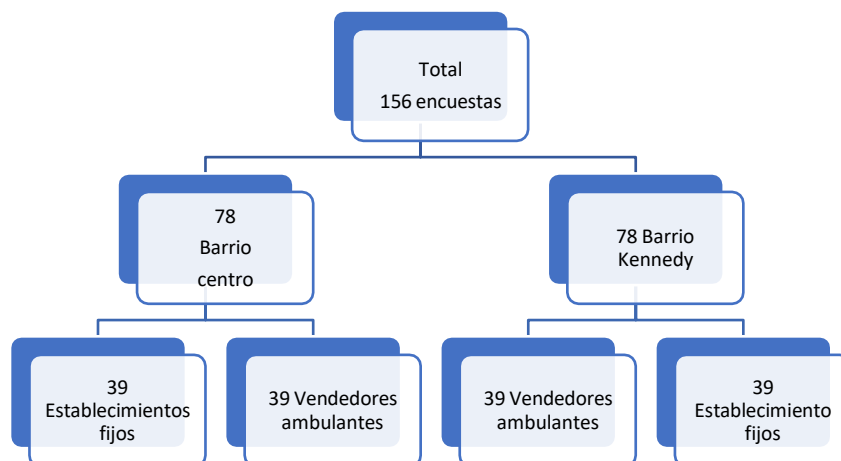 Total
156 encuestas
78
Barrio
centro
78 Barrio
Kennedy
39
Establecimientos
fijos
39 Vendedores
ambulantes
39 Vendedores
ambulantes
39
Establecimiento
fijos